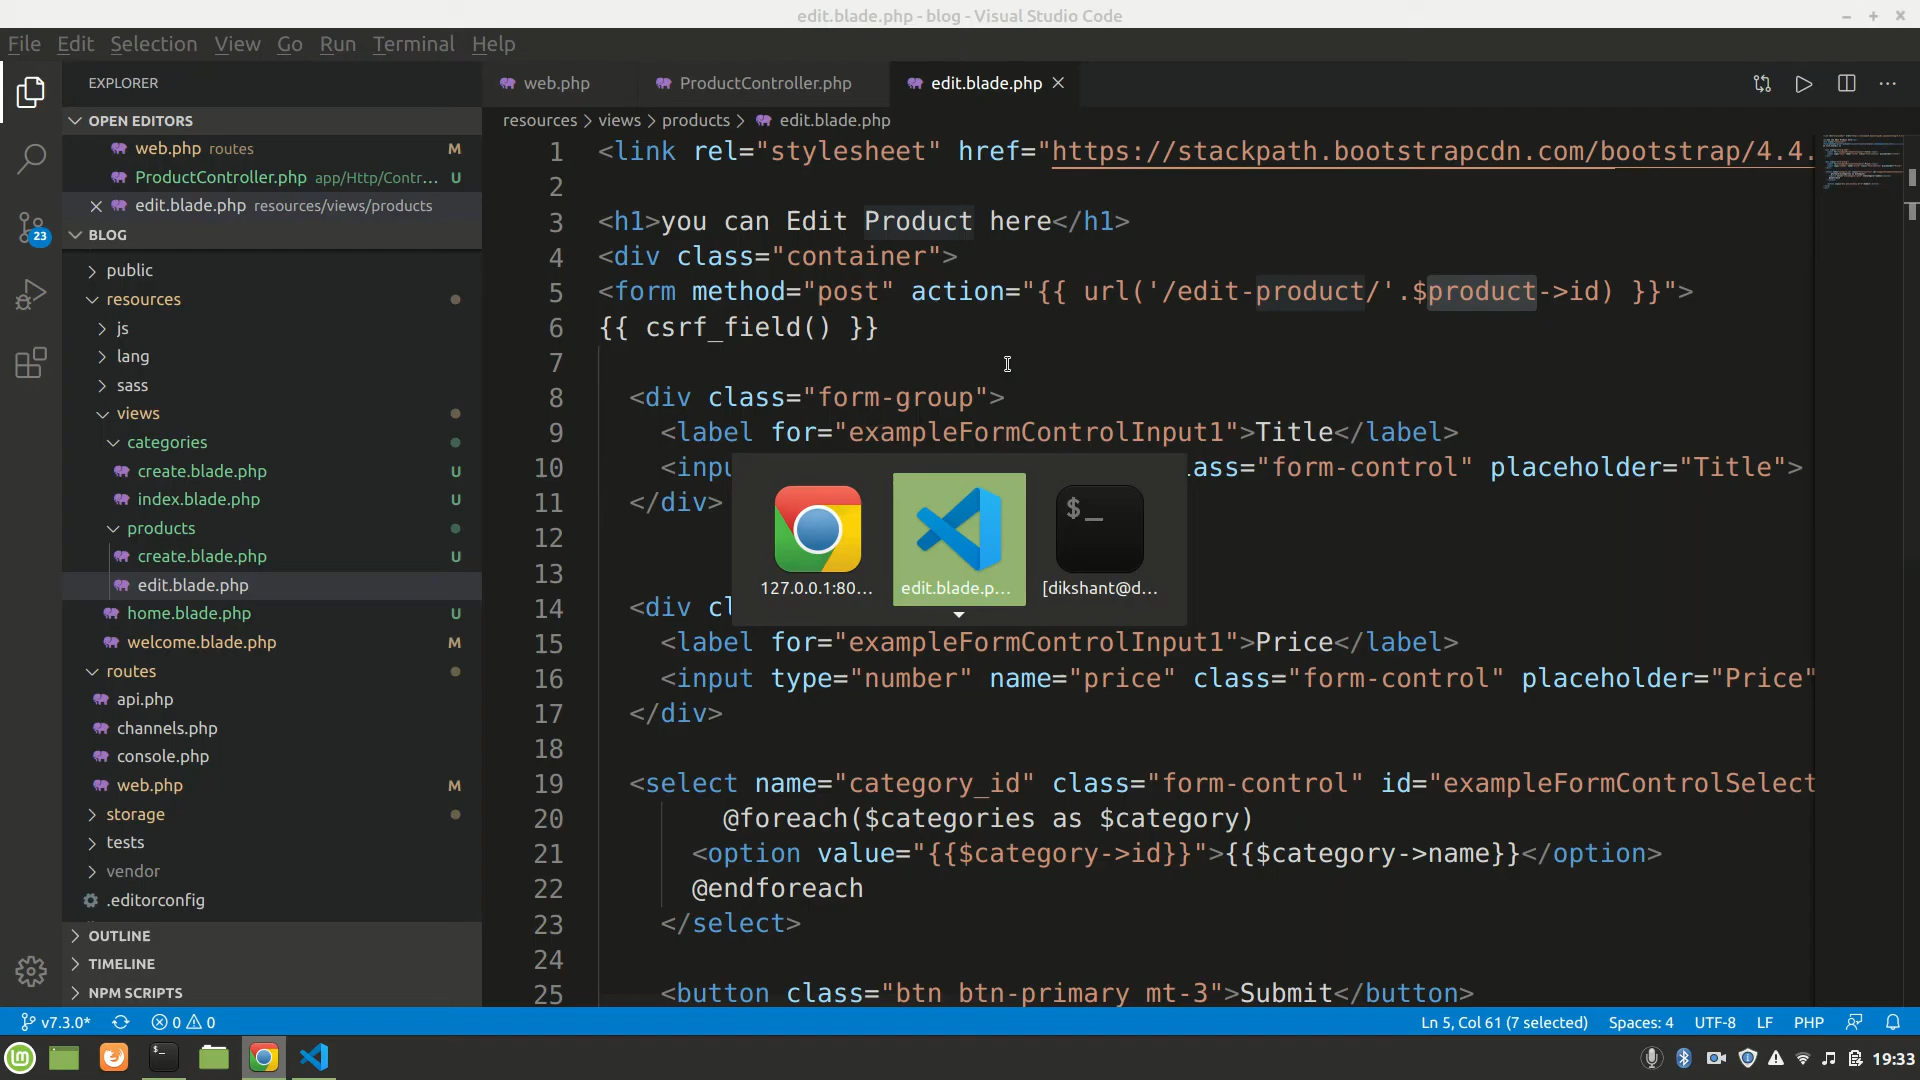 edit.blade.php - blog - Visual Studio Code
File Edit Selection View Go Run Terminal Help
EXPLORER
OPEN EDITORS
web.php routes M
ProductController.php app/Http/Contr... U
edit.blade.php resources/views/products
BLOG
public
resources
js
lang
sass
views
categories
create.blade.php U
index.blade.php U
products
create.blade.php U
edit.blade.php
home.blade.php U
welcome.blade.php M
routes
api.php
channels.php
console.php
web.php M
storage
tests
vendor
.editorconfig
OUTLINE
TIMELINE
NPM SCRIPTS
23
web.php ProductController.php edit.blade.php
resources > views > products > edit.blade.php
1 <link rel="stylesheet" href="https://stackpath.bootstrapcdn.com/bootstrap/4.4.
2
3 <h1>you can Edit Product here</h1>
4 <div class="container">
5 <form method="post" action="{{ url('/edit-product/'.$product->id) }}">
6 {{ csrf_field() }}
7
8 <div class="form-group">
9 <label for="exampleFormControlInput1">Title</label>
10 <inpu ass="form-control" placeholder="Title">
11 </div>
12
13
14 <div cl
15 <label for="exampleFormControlInput1">Price</label>
16 <input type="number" name="price" class="form-control" placeholder="Price"
17 </div>
18
19 <select name="category_id" class="form-control" id="exampleFormControlSelect
20 @foreach($categories as $category)
21 <option value="{{$category->id}}">{{$category->name}}</option>
22 @endforeach
23 </select>
24
25 <button class="btn btn-primary mt-3">Submit</button>
$_
127.0.0.1:80... edit.blade.p... [dikshant@d...
v7.3.0* 0 0 Ln 5, Col 61 (7 selected) Spaces: 4 UTF-8 LF PHP
19:33